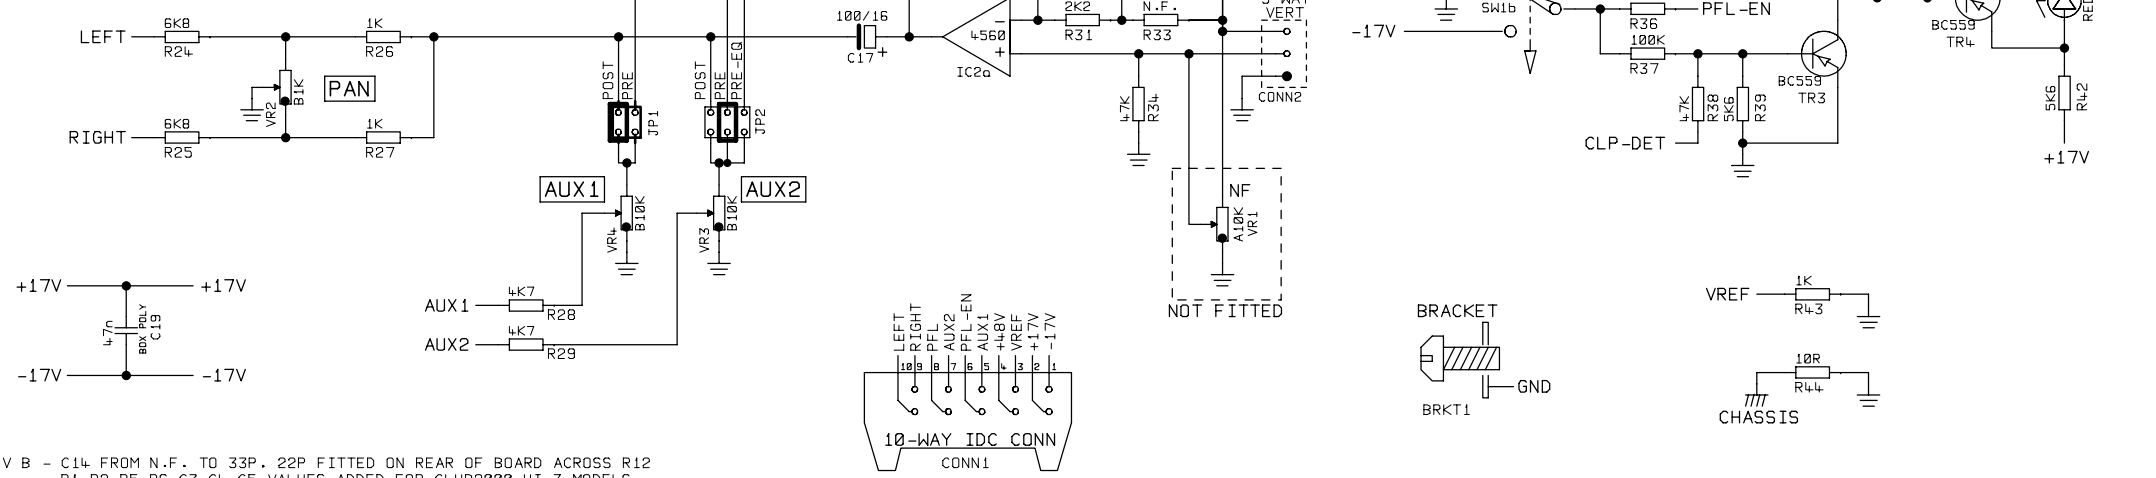 LEFT
6K8
R24
1K
R26
B1K
VR2
PAN
RIGHT
6K8
R25
1K
R27
POST
PRE
JP1
POST
PRE
PRE-EQ
JP2
AUX1
AUX2
B10K
VR4
B10K
VR3
100/16
C17
+
4560
-
+
IC2a
2K2
R31
N.F.
R33
VERT
CONN2
47K
R34
NF
A10K
VR1
NOT FITTED
SW1b
-17V
R36
PFL-EN
100K
R37
BC559
TR3
BC559
TR4
47K
R38
5K6
R39
CLP-DET
5K6
R42
+17V
+17V
+17V
47n
BOX POLY
C19
-17V
-17V
AUX1
4K7
R28
AUX2
4K7
R29
LEFT
RIGHT
PFL
AUX2
PFL-EN
AUX1
+48V
VREF
+17V
-17V
10 9 8 7 6 5 4 3 2 1
10-WAY IDC CONN
CONN1
BRACKET
GND
BRKT1
VREF
1K
R43
10R
R44
CHASSIS
V B - C14 FROM N.F. TO 33P. 22P FITTED ON REAR OF BOARD ACROSS R12